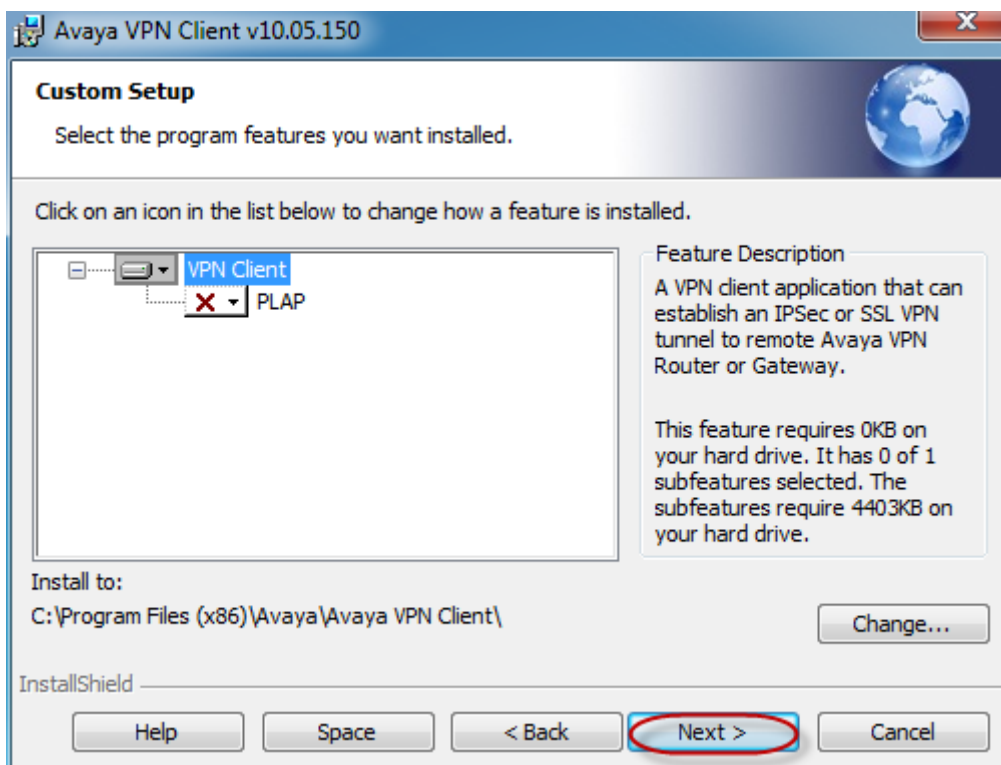 Avaya VPN Client v10.05.150
Custom Setup
Select the program features you want installed.
Click on an icon in the list below to change how a feature is installed.
VPN Client
PLAP
Feature Description
A VPN client application that can
establish an IPSec or SSL VPN
tunnel to remote Avaya VPN
Router or Gateway.
This feature requires 0KB on
your hard drive. It has 0 of 1
subfeatures selected. The
subfeatures require 4403KB on
your hard drive.
Install to:
C:\Program Files (x86)\Avaya\Avaya VPN Client\
Change...
InstallShield
Help
Space
< Back
Next >
Cancel